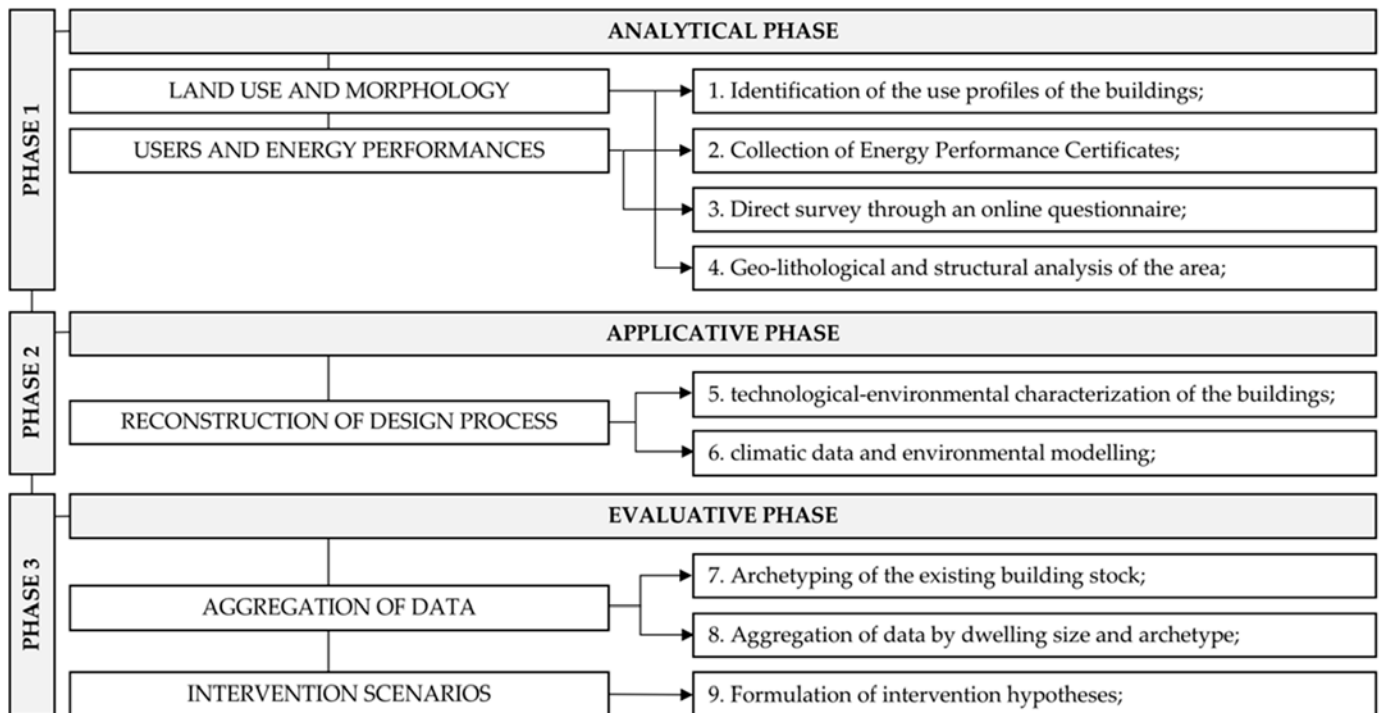 PHASE 1
ANALYTICAL PHASE
LAND USE AND MORPHOLOGY
USERS AND ENERGY PERFORMANCES
1. Identification of the use profiles of the buildings;
2. Collection of Energy Performance Certificates;
3. Direct survey through an online questionnaire;
4. Geo-lithological and structural analysis of the area;
PHASE 2
APPLICATIVE PHASE
RECONSTRUCTION OF DESIGN PROCESS
5. technological-environmental characterization of the buildings;
6. climatic data and environmental modelling;
PHASE 3
EVALUATIVE PHASE
AGGREGATION OF DATA
7. Archetyping of the existing building stock;
8. Aggregation of data by dwelling size and archetype;
INTERVENTION SCENARIOS
9. Formulation of intervention hypotheses;